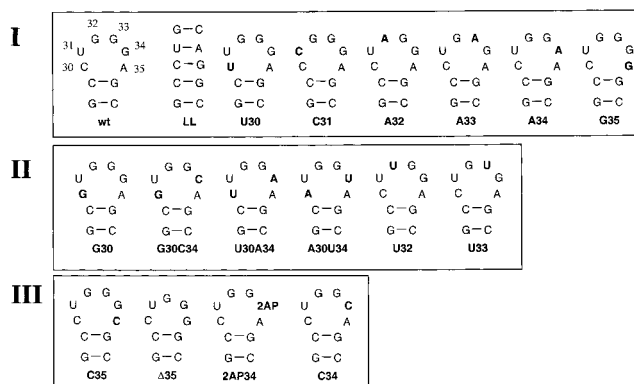 I
32 33
G G G – C G G G G A G G A G G G G
31 U G 34 U – A U G C G U G U G U A U G
30 C A 35 C – G U A C A C A C A C A C G
C – G C – G C – G C – G C – G C – G C – G C – G
G – C G – C G – C G – C G – C G – C G – C G – C
wt LL U30 C31 A32 A33 A34 G35
II
G G G G G G G G U G G U
U G U C U A U U U G U G
G A G A U A A A C A C A
C – G C – G C – G C – G C – G C – G
G – C G – C G – C G – C G – C G – C
G30 G30C34 U30A34 A30U34 U32 U33
III
G G G G G G G G
U G U G U 2AP U C
C C C C A C A
C – G C – G C – G C – G
G – C G – C G – C G – C
C35 Δ35 2AP34 C34